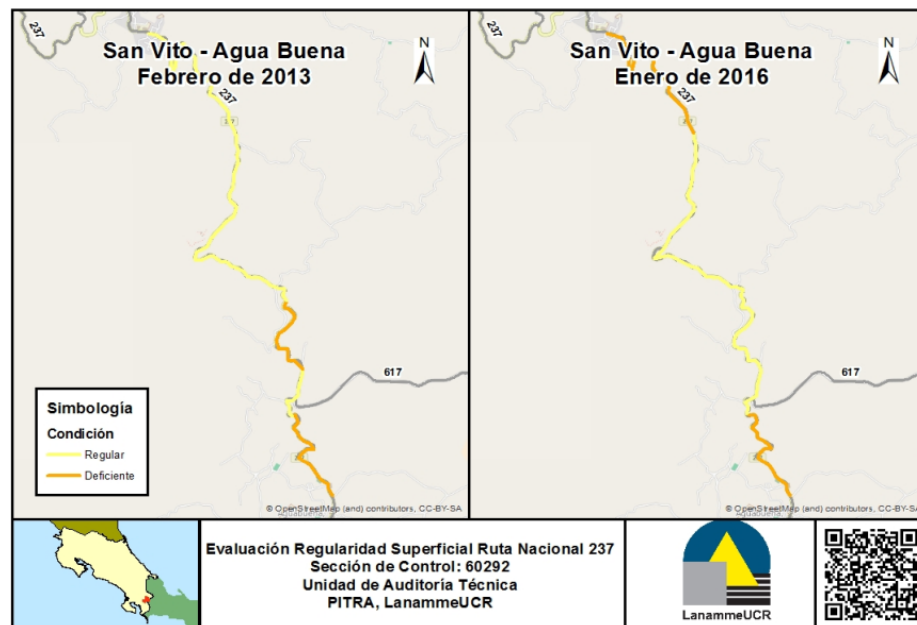 237
San Vito - Agua Buena
Febrero de 2013
N
237
617
Simbología
Condición
Regular
Deficiente
© OpenStreetMap (and) contributors, CC-BY-SA
237
San Vito - Agua Buena
Enero de 2016
N
237
617
© OpenStreetMap (and) contributors, CC-BY-SA
Evaluación Regularidad Superficial Ruta Nacional 237
Sección de Control: 60292
Unidad de Auditoría Técnica
PITRA, LanammeUCR
LanammeUCR